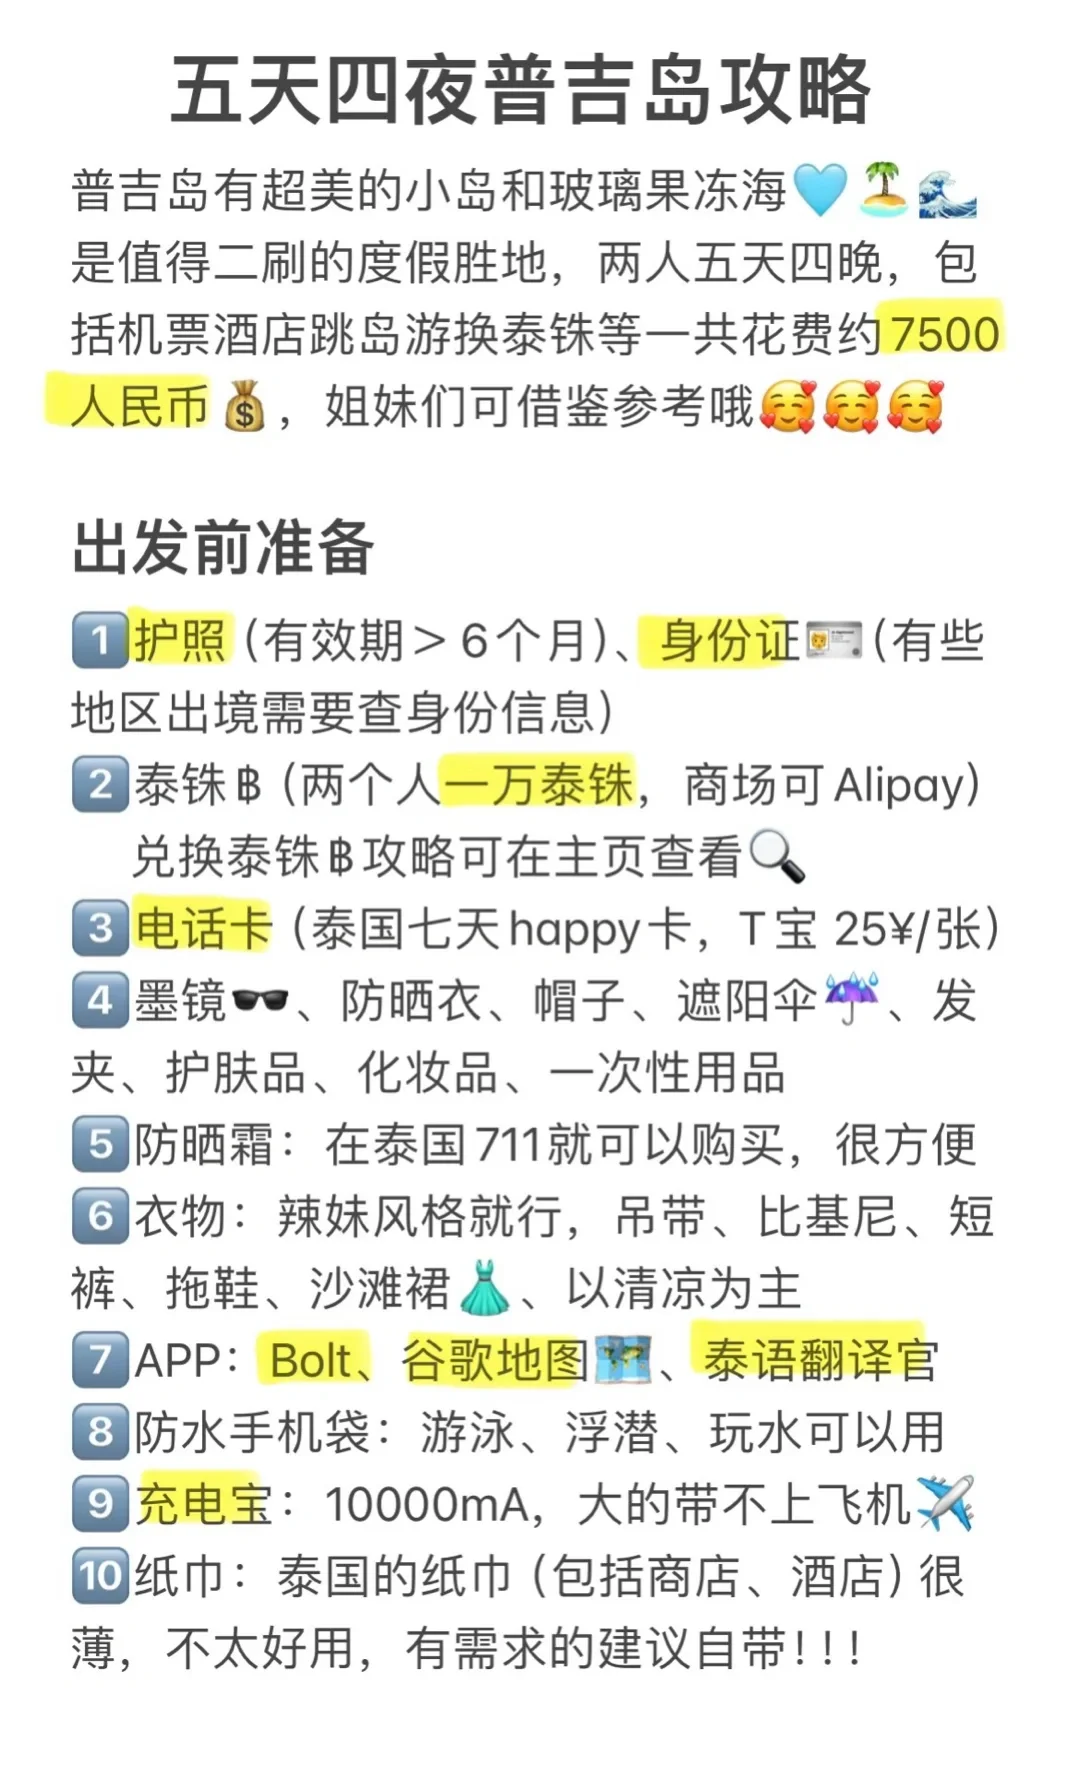 五天四夜普吉岛攻略
普吉岛有超美的小岛和玻璃果冻海🩵🏝️🌊
是值得二刷的度假胜地，两人五天四晚，包
括机票酒店跳岛游换泰铢等一共花费约7500
人民币💰，姐妹们可借鉴参考哦🥰🥰🥰
出发前准备
1️⃣护照（有效期＞6个月）、身份证🪪（有些
地区出境需要查身份信息）
2️⃣泰铢฿（两个人一万泰铢，商场可Alipay）
兑换泰铢฿攻略可在主页查看🔍
3️⃣电话卡（泰国七天happy卡，T宝 25¥/张）
4️⃣墨镜🕶️、防晒衣、帽子、遮阳伞☔、发
夹、护肤品、化妆品、一次性用品
5️⃣防晒霜：在泰国711就可以购买，很方便
6️⃣衣物：辣妹风格就行，吊带、比基尼、短
裤、拖鞋、沙滩裙👗、以清凉为主
7️⃣APP：Bolt、谷歌地图🗺️、泰语翻译官
8️⃣防水手机袋：游泳、浮潜、玩水可以用
9️⃣充电宝：10000mA，大的带不上飞机✈️
🔟纸巾：泰国的纸巾（包括商店、酒店）很
薄，不太好用，有需求的建议自带！！！